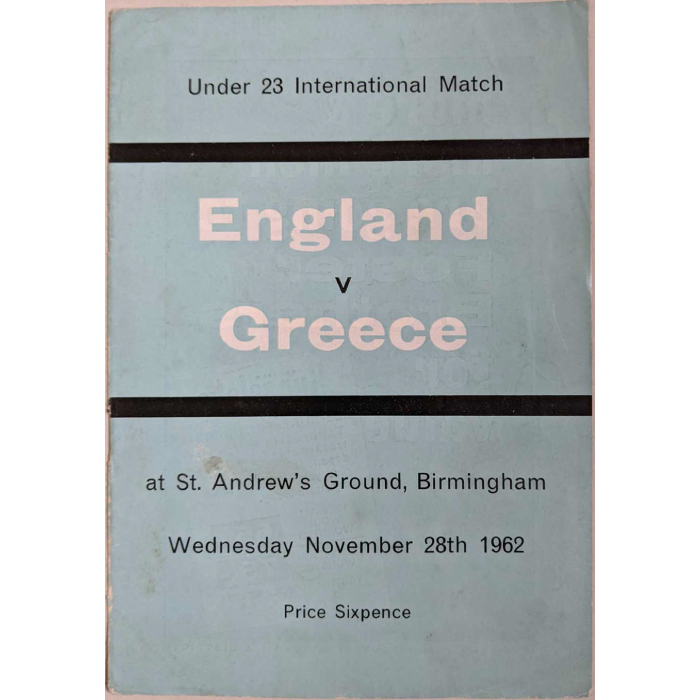 Under 23 International Match
England
v
Greece
at St. Andrew's Ground, Birmingham
Wednesday November 28th 1962
Price Sixpence